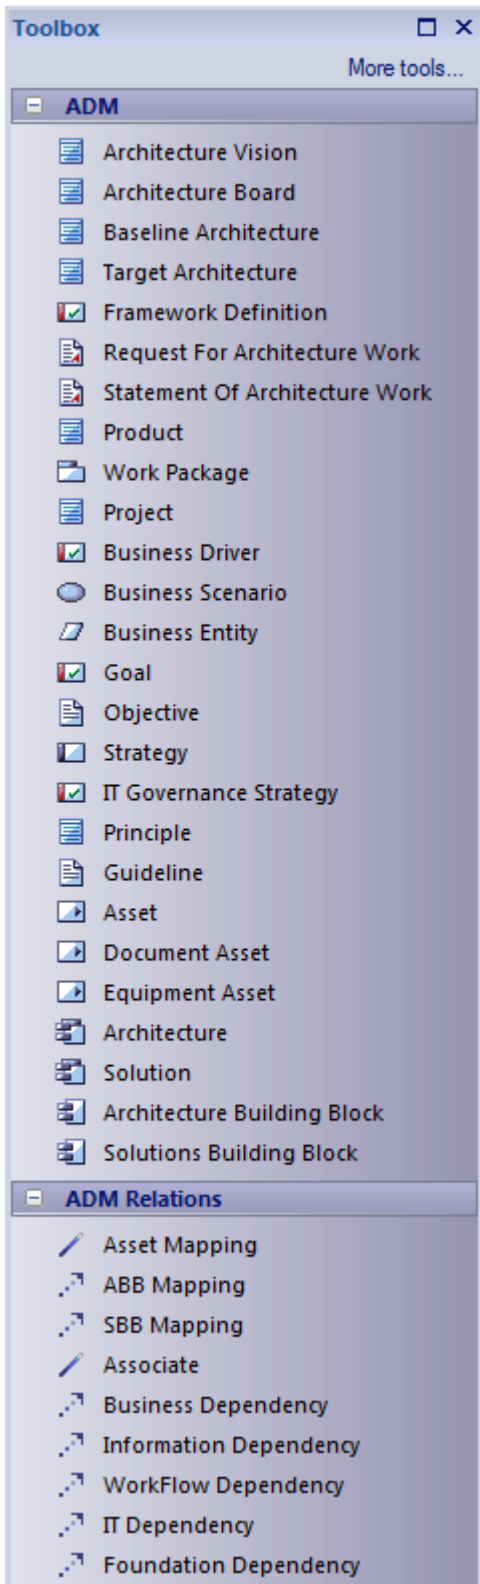 Toolbox
More tools...
ADM
Architecture Vision
Architecture Board
Baseline Architecture
Target Architecture
Framework Definition
Request For Architecture Work
Statement Of Architecture Work
Product
Work Package
Project
Business Driver
Business Scenario
Business Entity
Goal
Objective
Strategy
IT Governance Strategy
Principle
Guideline
Asset
Document Asset
Equipment Asset
Architecture
Solution
Architecture Building Block
Solutions Building Block
ADM Relations
Asset Mapping
ABB Mapping
SBB Mapping
Associate
Business Dependency
Information Dependency
WorkFlow Dependency
IT Dependency
Foundation Dependency